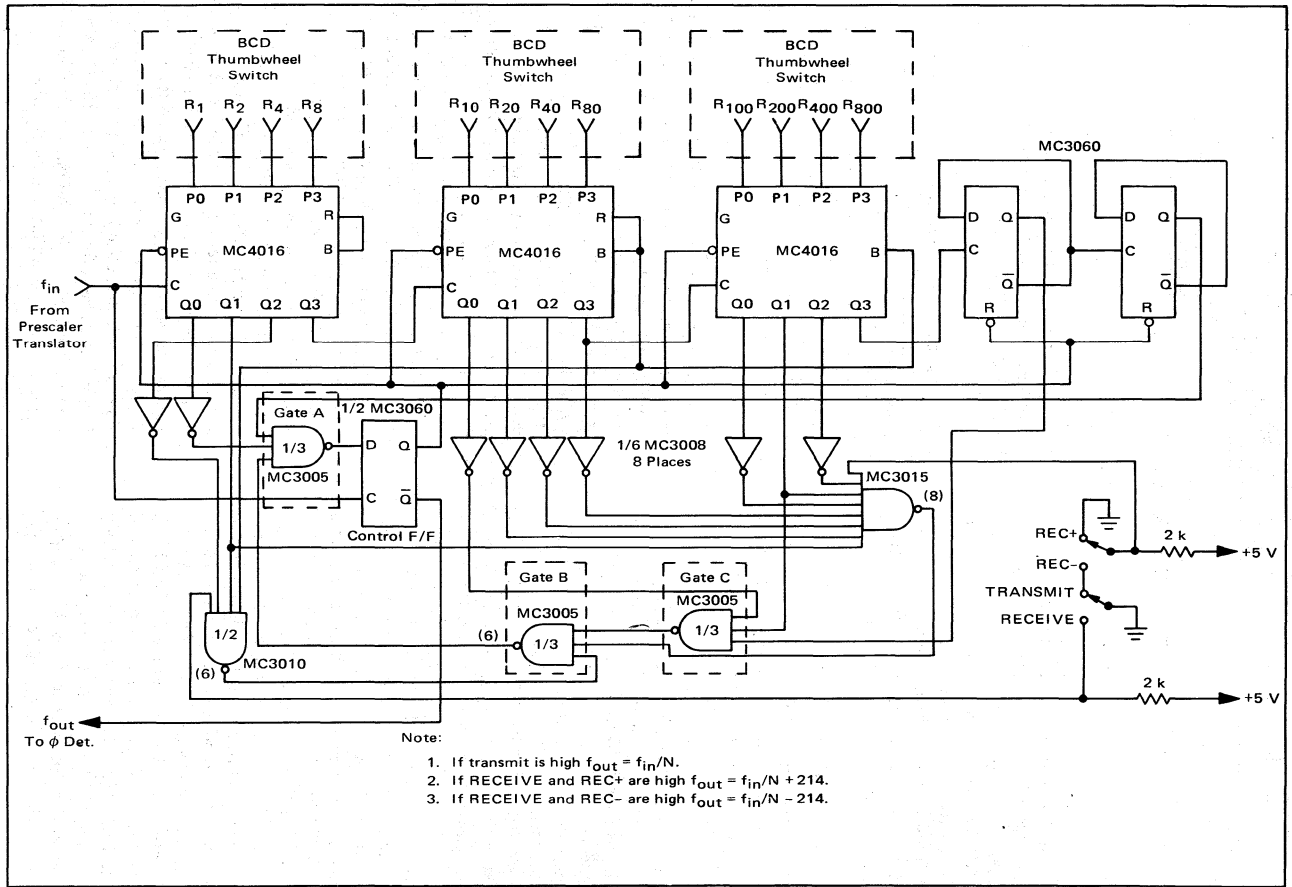 BCD
Thumbwheel
Switch
R1 R2 R4 R8
BCD
Thumbwheel
Switch
R10 R20 R40 R80
BCD
Thumbwheel
Switch
R100 R200 R400 R800
MC3060
P0 P1 P2 P3
G R
PE MC4016 B
C
Q0 Q1 Q2 Q3
P0 P1 P2 P3
G R
PE MC4016 B
C
Q0 Q1 Q2 Q3
P0 P1 P2 P3
G
PE MC4016 B
C
Q0 Q1 Q2 Q3
D Q
C
Q̅
R
D Q
C
Q̅
R
fin
From
Prescaler
Translator
Gate A
1/3
MC3005
1/2 MC3060
D Q
C Q̅
Control F/F
1/6 MC3008
8 Places
MC3015
(8)
REC+
REC-
TRANSMIT
RECEIVE
2 k
+5 V
2 k
+5 V
Gate B
MC3005
(6)
1/3
Gate C
MC3005
1/3
1/2
(6)
MC3010
fout
To ϕ Det.
Note:
1. If transmit is high fout = fin/N.
2. If RECEIVE and REC+ are high fout = fin/N + 214.
3. If RECEIVE and REC- are high fout = fin/N - 214.